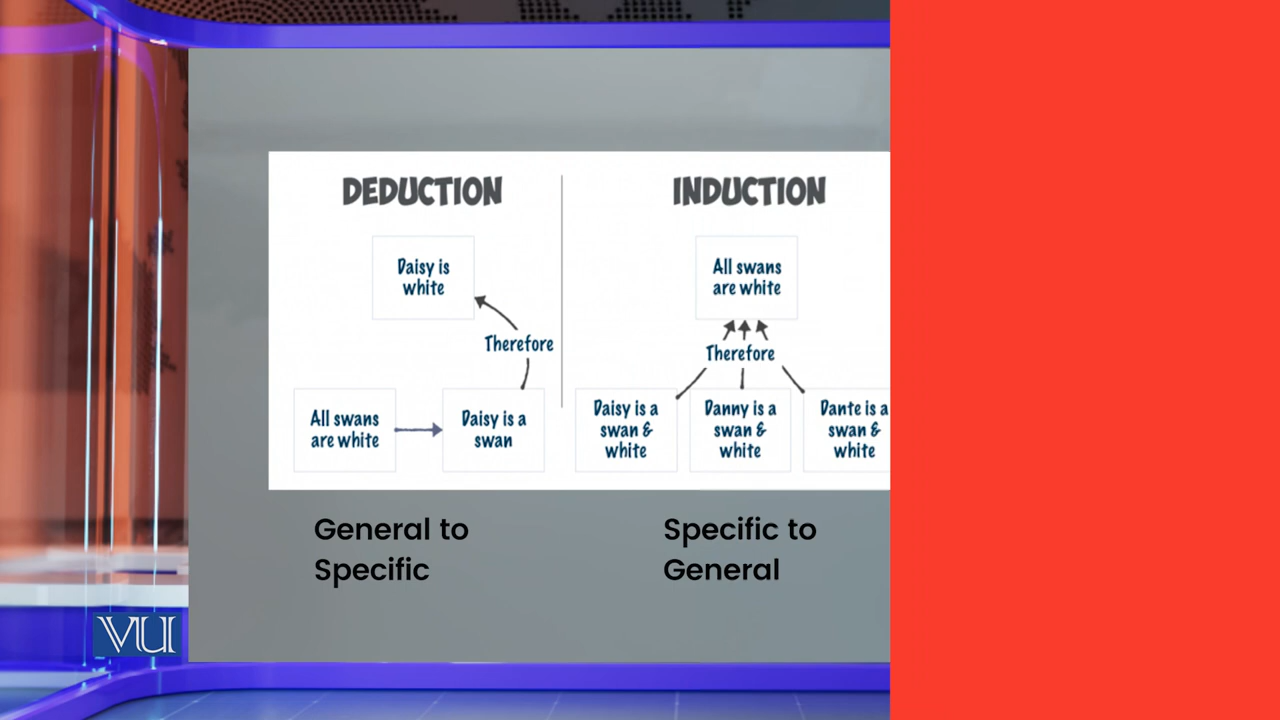 DEDUCTION
Daisy is
white
Therefore
All swans
are white
Daisy is a
swan
General to
Specific
INDUCTION
All swans
are white
Therefore
Daisy is a
swan &
white
Danny is a
swan &
white
Dante is a
swan &
white
Specific to
General
VU